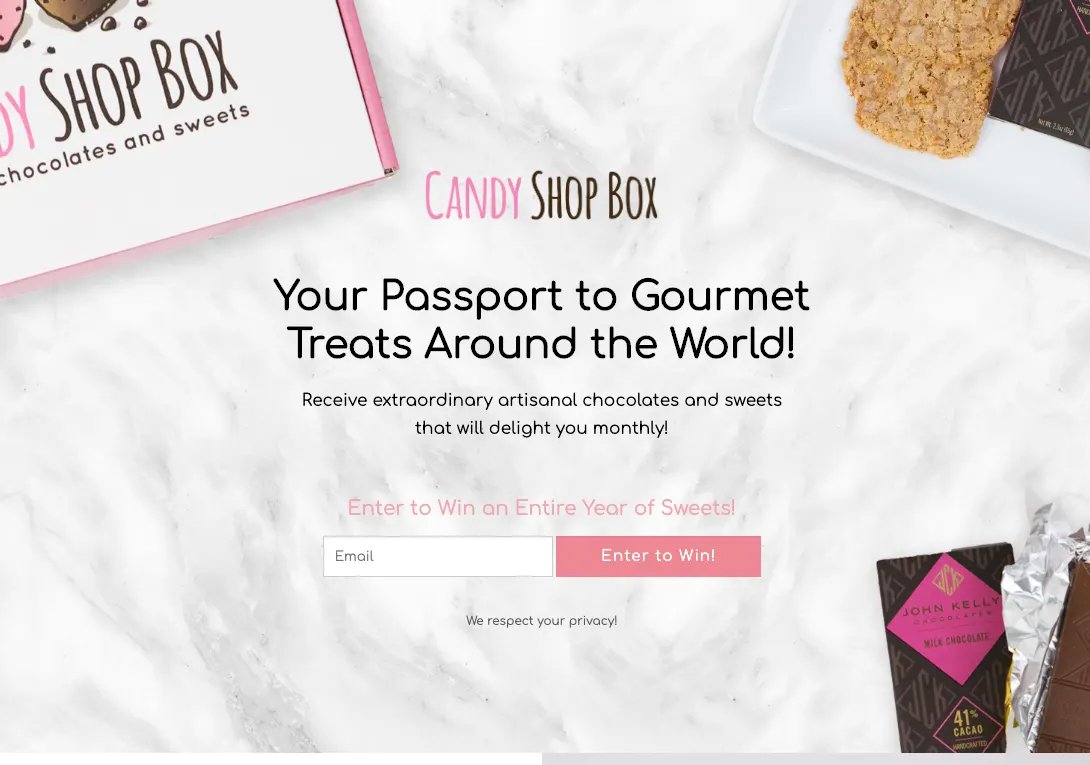 DY SHOP BOX
chocolates and sweets
CANDY SHOP BOX
Your Passport to Gourmet
Treats Around the World!
Receive extraordinary artisanal chocolates and sweets
that will delight you monthly!
Enter to Win an Entire Year of Sweets!
Email
Enter to Win!
We respect your privacy!
JCK
JOHN KELLY
CHOCOLATES
MILK CHOCOLATE
41%
CACAO
HANDCRAFTED